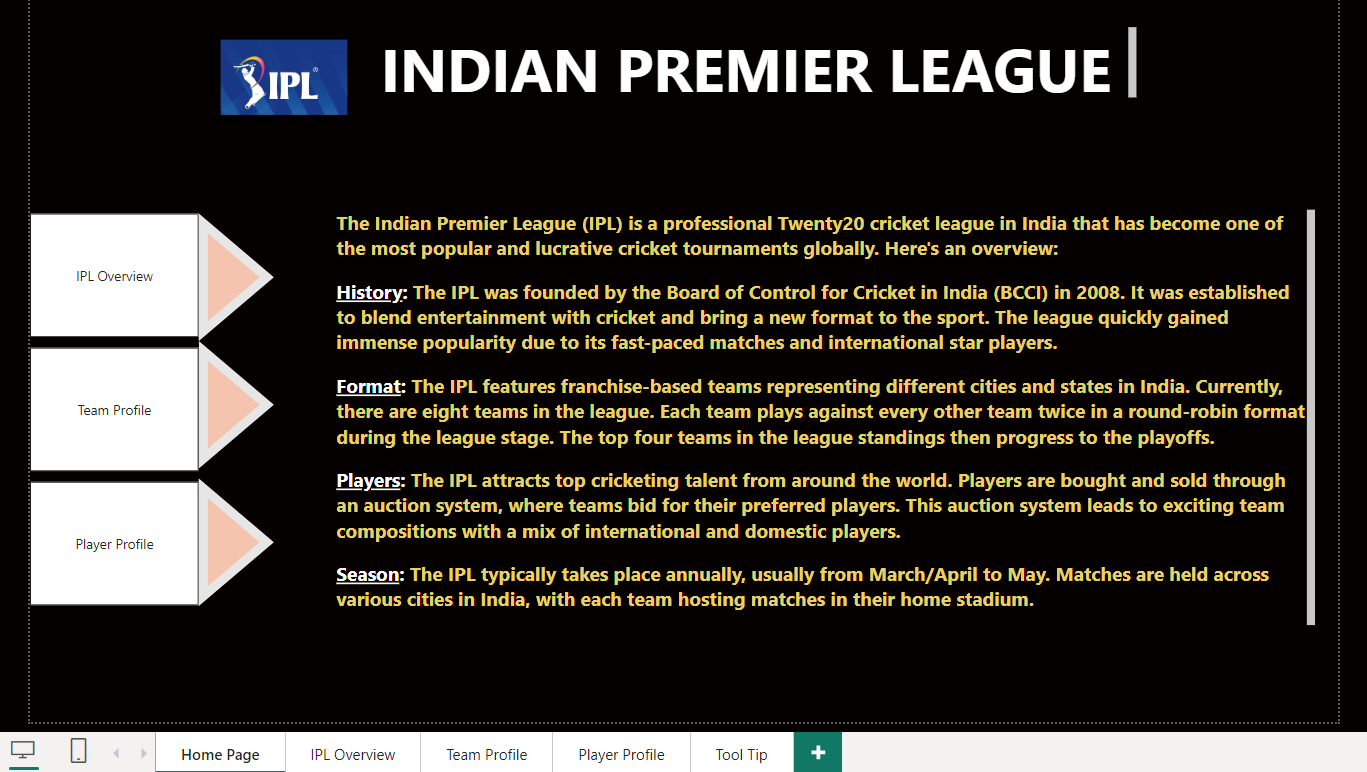 IPL
INDIAN PREMIER LEAGUE
IPL Overview
Team Profile
Player Profile
The Indian Premier League (IPL) is a professional Twenty20 cricket league in India that has become one of
the most popular and lucrative cricket tournaments globally. Here's an overview:
History: The IPL was founded by the Board of Control for Cricket in India (BCCI) in 2008. It was established
to blend entertainment with cricket and bring a new format to the sport. The league quickly gained
immense popularity due to its fast-paced matches and international star players.
Format: The IPL features franchise-based teams representing different cities and states in India. Currently,
there are eight teams in the league. Each team plays against every other team twice in a round-robin format
during the league stage. The top four teams in the league standings then progress to the playoffs.
Players: The IPL attracts top cricketing talent from around the world. Players are bought and sold through
an auction system, where teams bid for their preferred players. This auction system leads to exciting team
compositions with a mix of international and domestic players.
Season: The IPL typically takes place annually, usually from March/April to May. Matches are held across
various cities in India, with each team hosting matches in their home stadium.
Home Page
IPL Overview
Team Profile
Player Profile
Tool Tip